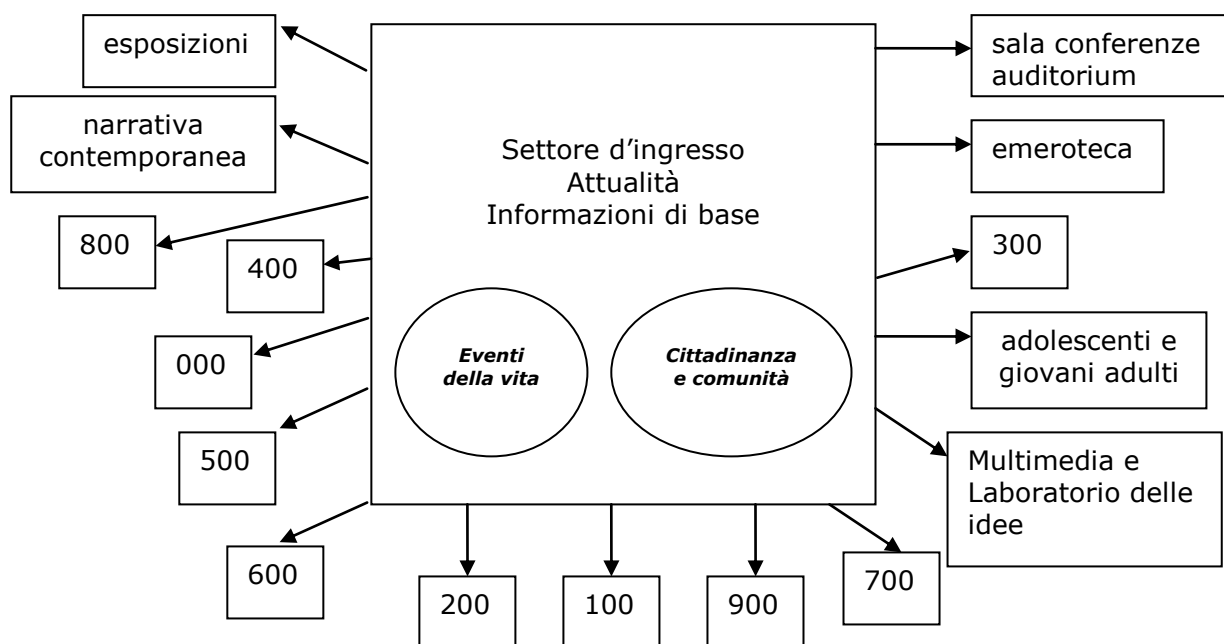 esposizioni
sala conferenze
auditorium
narrativa
contemporanea
Settore d’ingresso
Attualità
Informazioni di base
emeroteca
800
400
300
000
Eventi
della vita
Cittadinanza
e comunità
adolescenti e
giovani adulti
500
Multimedia e
Laboratorio delle
idee
600
200
100
900
700